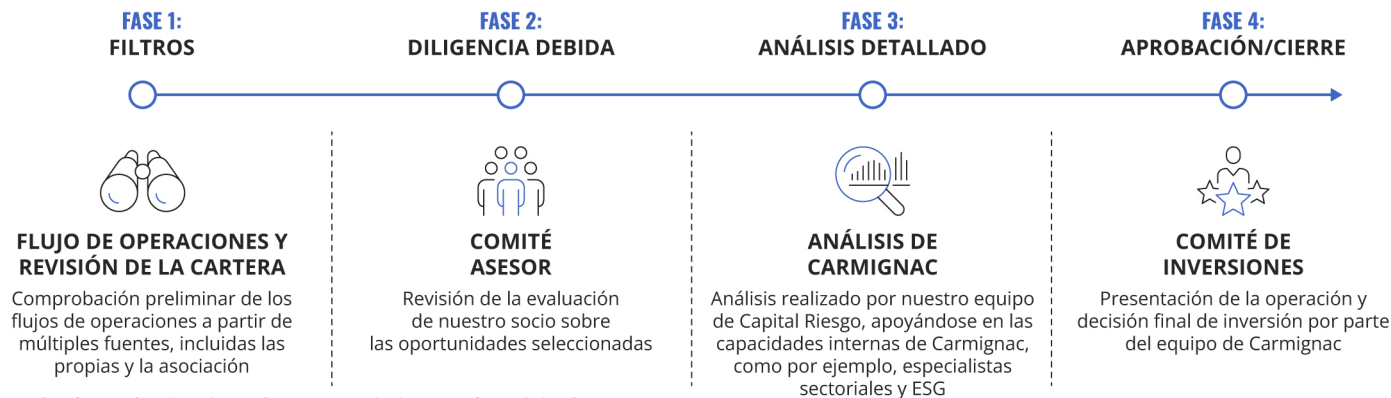 FASE 1:
FILTROS
FASE 2:
DILIGENCIA DEBIDA
FASE 3:
ANÁLISIS DETALLADO
FASE 4:
APROBACIÓN/CIERRE
FLUJO DE OPERACIONES Y
REVISIÓN DE LA CARTERA
Comprobación preliminar de los
flujos de operaciones a partir de
múltiples fuentes, incluidas las
propias y la asociación
COMITÉ
ASESOR
Revisión de la evaluación
de nuestro socio sobre
las oportunidades seleccionadas
ANÁLISIS DE
CARMIGNAC
Análisis realizado por nuestro equipo
de Capital Riesgo, apoyándose en las
capacidades internas de Carmignac,
como por ejemplo, especialistas
sectoriales y ESG
COMITÉ DE
INVERSIONES
Presentación de la operación y
decisión final de inversión por parte
del equipo de Carmignac